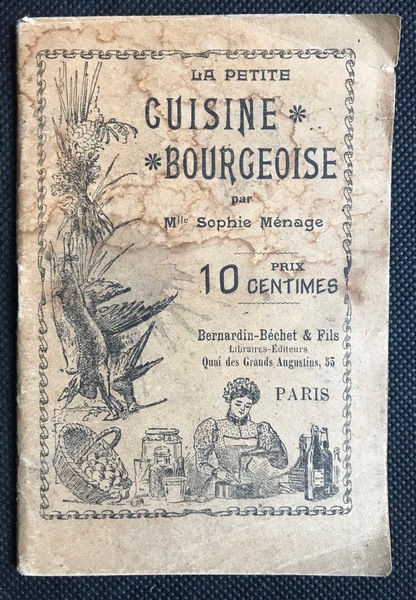 LA PETITE
CUISINE *
* BOURGEOISE
par
Mlle Sophie Ménage
PRIX
10 CENTIMES
Bernardin-Béchet & Fils
Libraires-Éditeurs
Quai des Grands Augustins, 53
PARIS